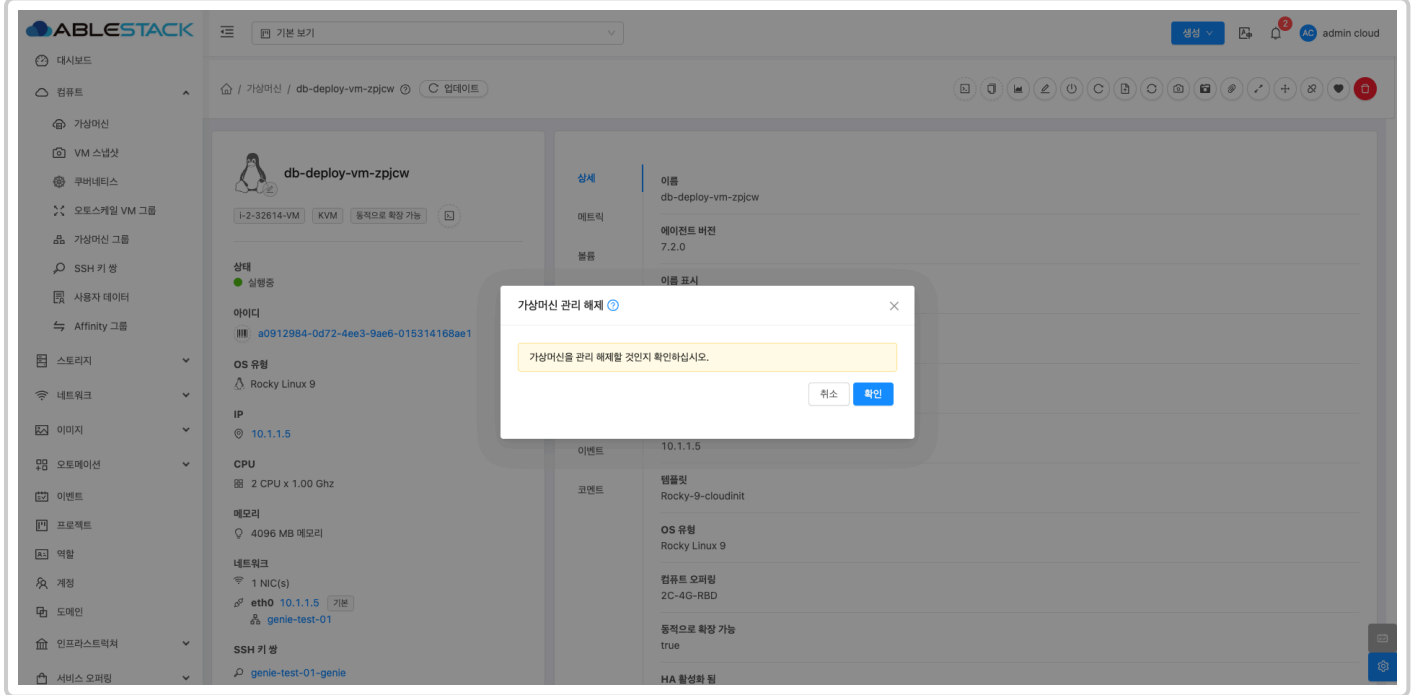 ABLESTACK
기본 보기
생성
2
AC
admin cloud
대시보드
컴퓨트
가상머신
VM 스냅샷
쿠버네티스
오토스케일 VM 그룹
가상머신 그룹
SSH 키 쌍
사용자 데이터
Affinity 그룹
스토리지
네트워크
이미지
오토메이션
이벤트
프로젝트
역할
계정
도메인
인프라스트럭쳐
서비스 오퍼링
/ 가상머신 / db-deploy-vm-zpjcw
업데이트
db-deploy-vm-zpjcw
i-2-32614-VM
KVM
동적으로 확장 가능
상태
실행중
아이디
a0912984-0d72-4ee3-9ae6-015314168ae1
OS 유형
Rocky Linux 9
IP
10.1.1.5
CPU
2 CPU x 1.00 Ghz
메모리
4096 MB 메모리
네트워크
1 NIC(s)
eth0 10.1.1.5 기본
genie-test-01
SSH 키 쌍
genie-test-01-genie
상세
메트릭
볼륨
이벤트
코멘트
이름
db-deploy-vm-zpjcw
에이전트 버전
7.2.0
이름 표시
가상머신 관리 해제
가상머신을 관리 해제할 것인지 확인하십시오.
취소
확인
10.1.1.5
템플릿
Rocky-9-cloudinit
OS 유형
Rocky Linux 9
컴퓨트 오퍼링
2C-4G-RBD
동적으로 확장 가능
true
HA 활성화 됨